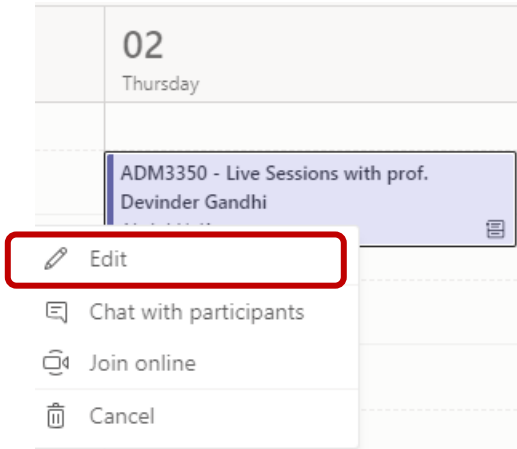 02
Thursday
ADM3350 - Live Sessions with prof.
Devinder Gandhi
Edit
Chat with participants
Join online
Cancel